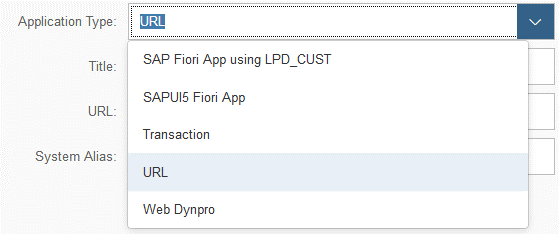 Application Type: URL
SAP Fiori App using LPD_CUST
Title:
SAPUI5 Fiori App
URL:
Transaction
System Alias:
URL
Web Dynpro